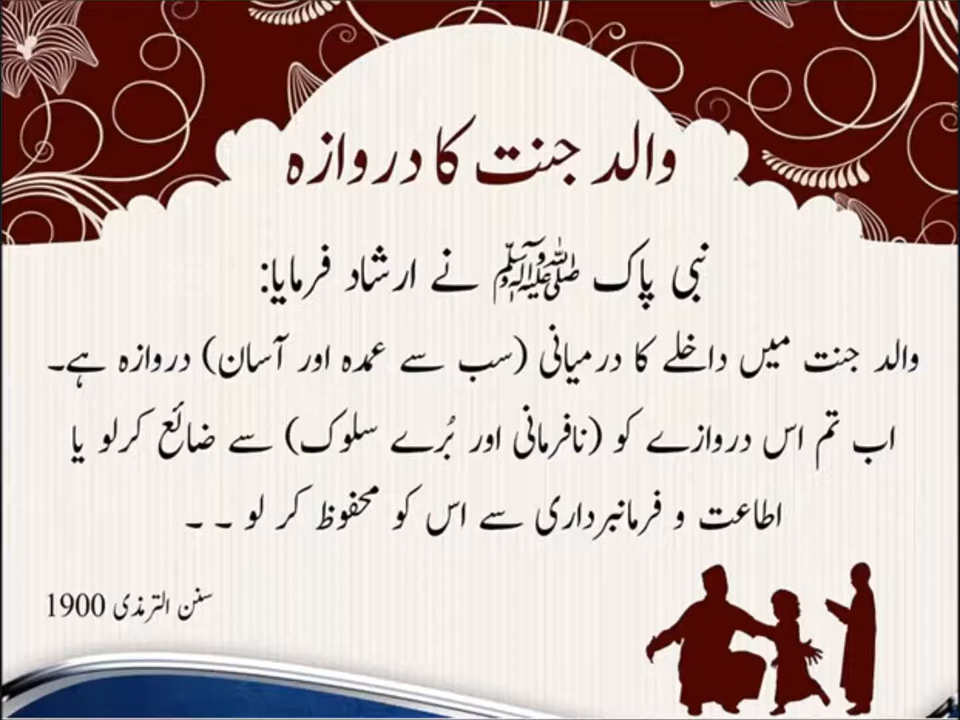 والد جنت کا دروازہ
نبی پاک ﷺ نے ارشاد فرمایا:
والد جنت میں داخلے کا درمیانی (سب سے عمدہ اور آسان) دروازہ ہے۔
اب تم اس دروازے کو (نافرمانی اور بُرے سلوک) سے ضائع کرلو یا
اطاعت و فرمانبرداری سے اس کو محفوظ کر لو ۔ ۔
سنن الترمذی 1900